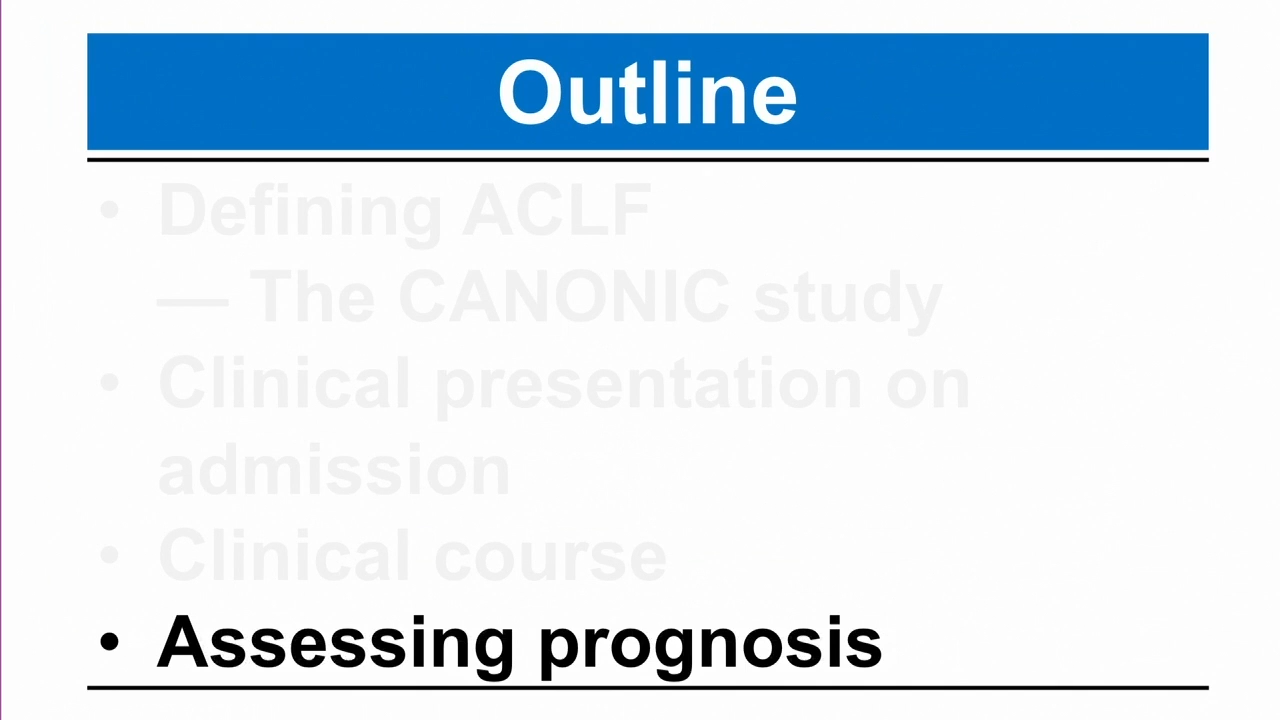 Outline
• Defining ACLF
— The CANONIC study
• Clinical presentation on
admission
• Clinical course
• Assessing prognosis